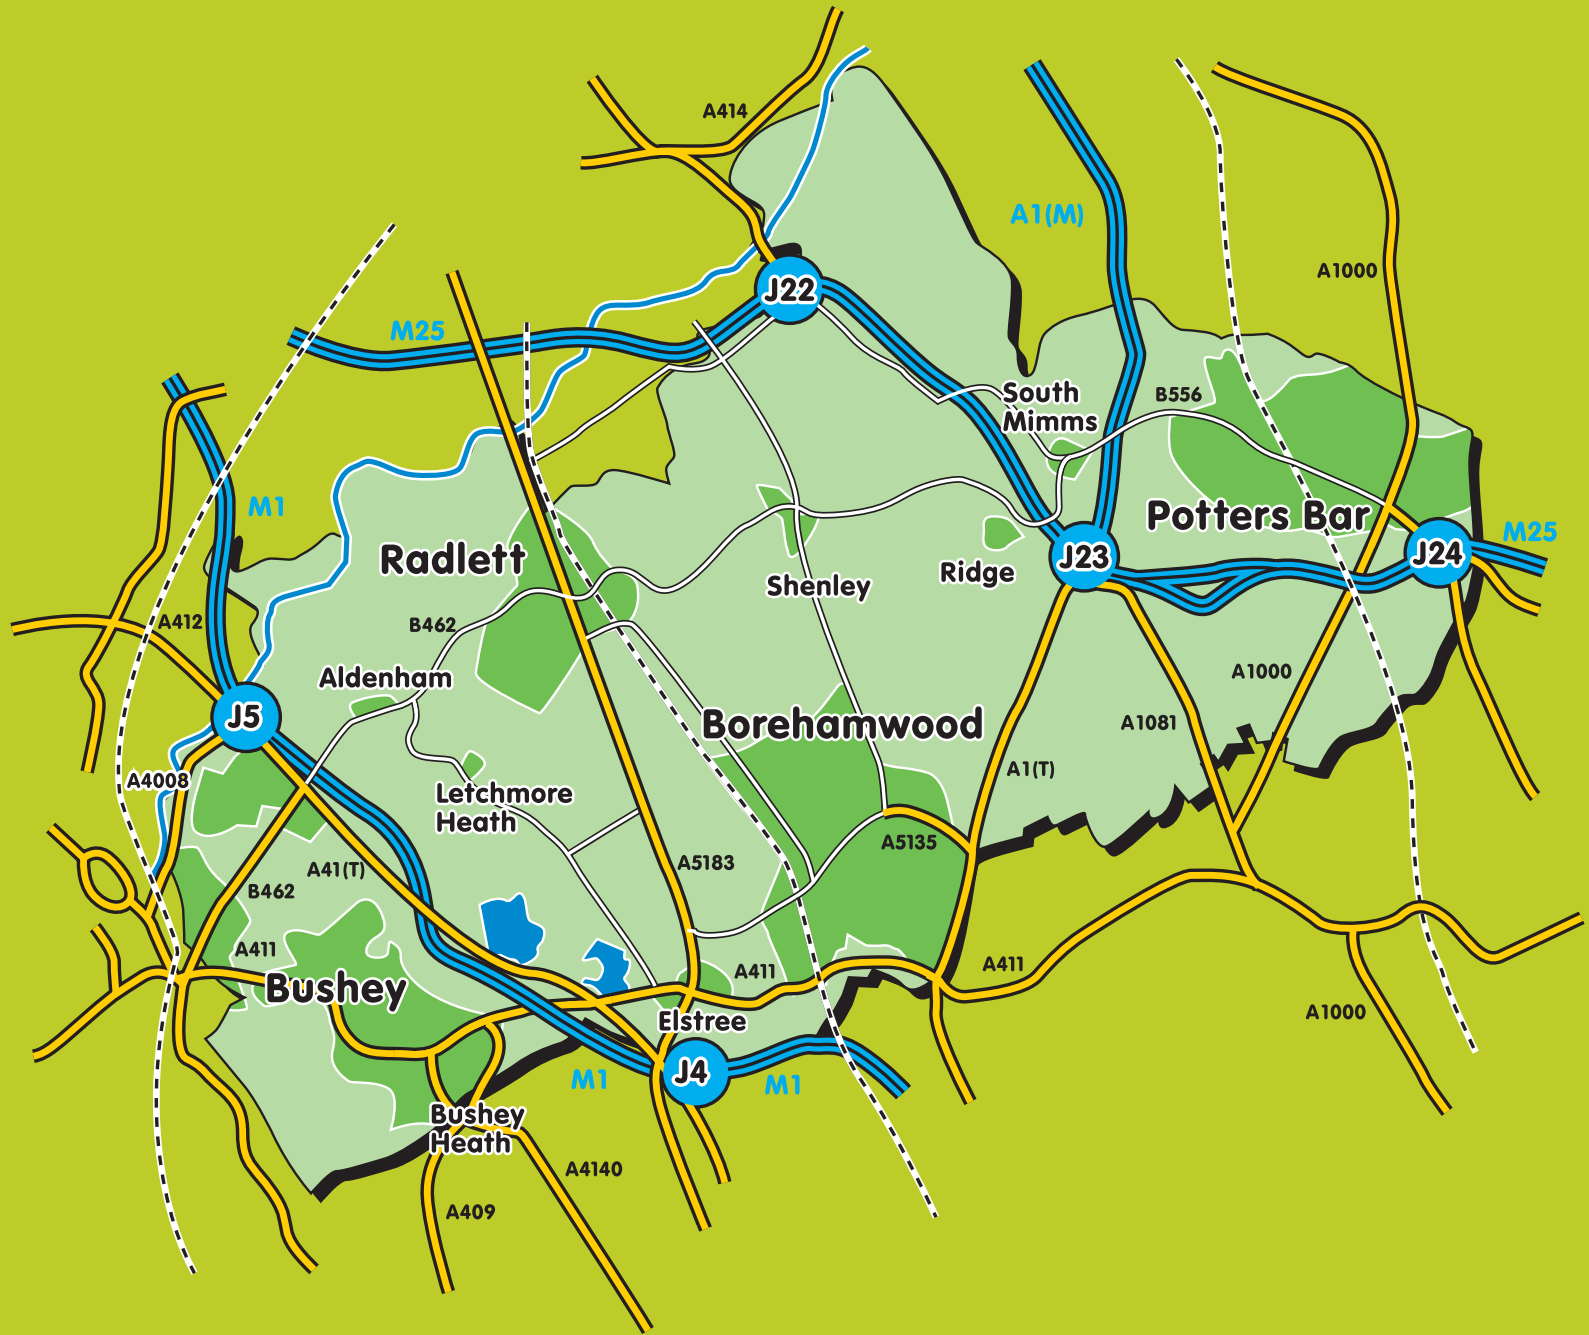 A414
A1(M)
A1000
J22
M25
South
Mimms
B556
M1
Potters Bar
M25
Radlett
J23
J24
Shenley
Ridge
A412
B462
Aldenham
A1000
J5
Borehamwood
A1081
A4008
A1(T)
Letchmore
Heath
A5135
A41(T)
A5183
B462
A411
A411
A411
Bushey
A1000
Elstree
J4
M1
M1
Bushey
Heath
A4140
A409